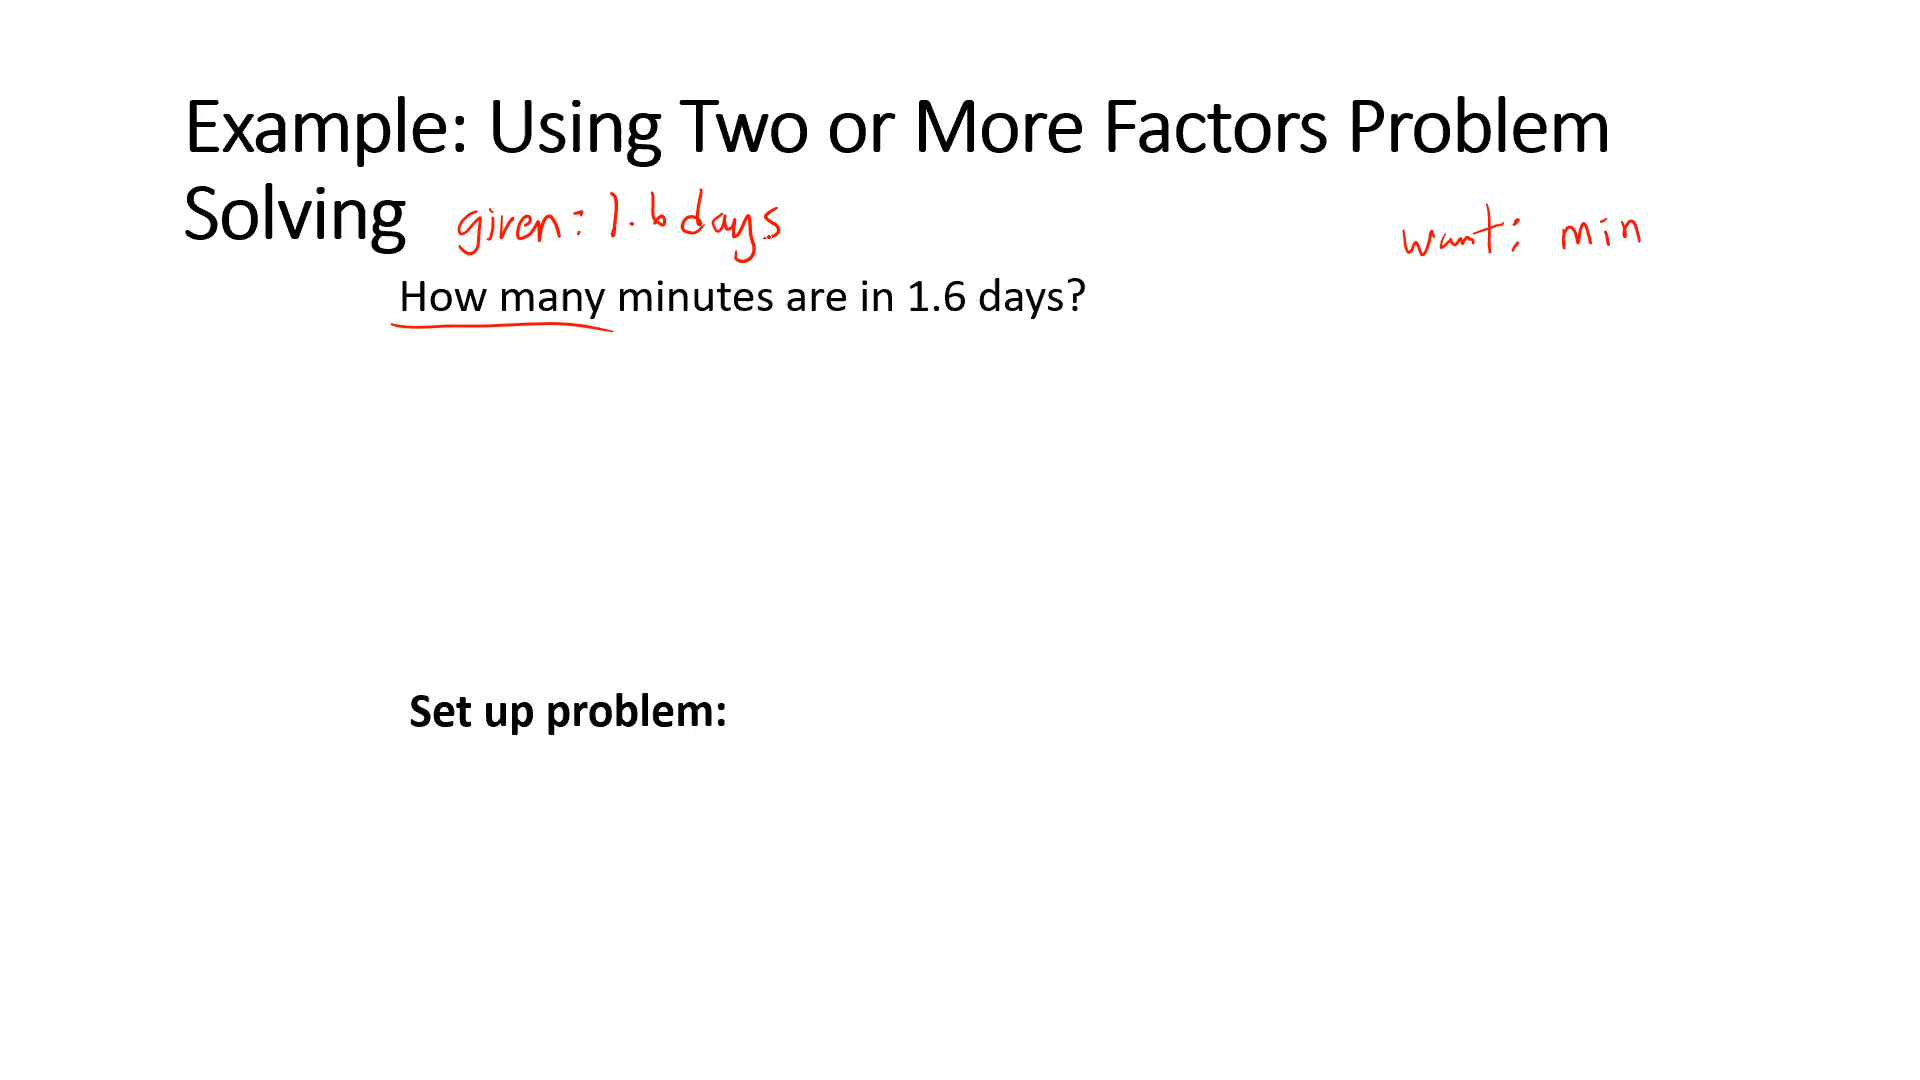 Example: Using Two or More Factors Problem
Solving given: 1.6 days want: min
How many minutes are in 1.6 days?
Set up problem: